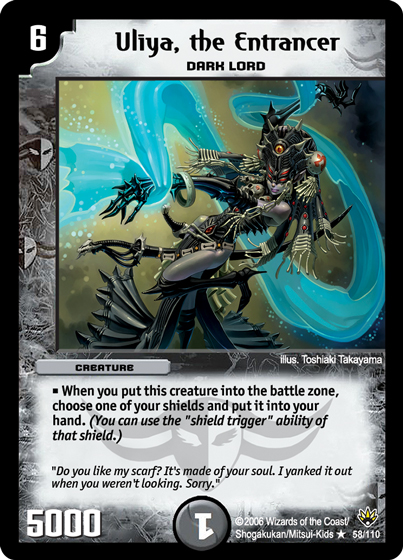 6
Uliya, the Entrancer
DARK LORD
illus. Toshiaki Takayama
CREATURE
▪ When you put this creature into the battle zone,
choose one of your shields and put it into your
hand. (You can use the "shield trigger" ability of
that shield.)
"Do you like my scarf? It's made of your soul. I yanked it out
when you weren't looking. Sorry."
5000
1
©2006 Wizards of the Coast/
Shogakukan/Mitsui-Kids ★ 58/110